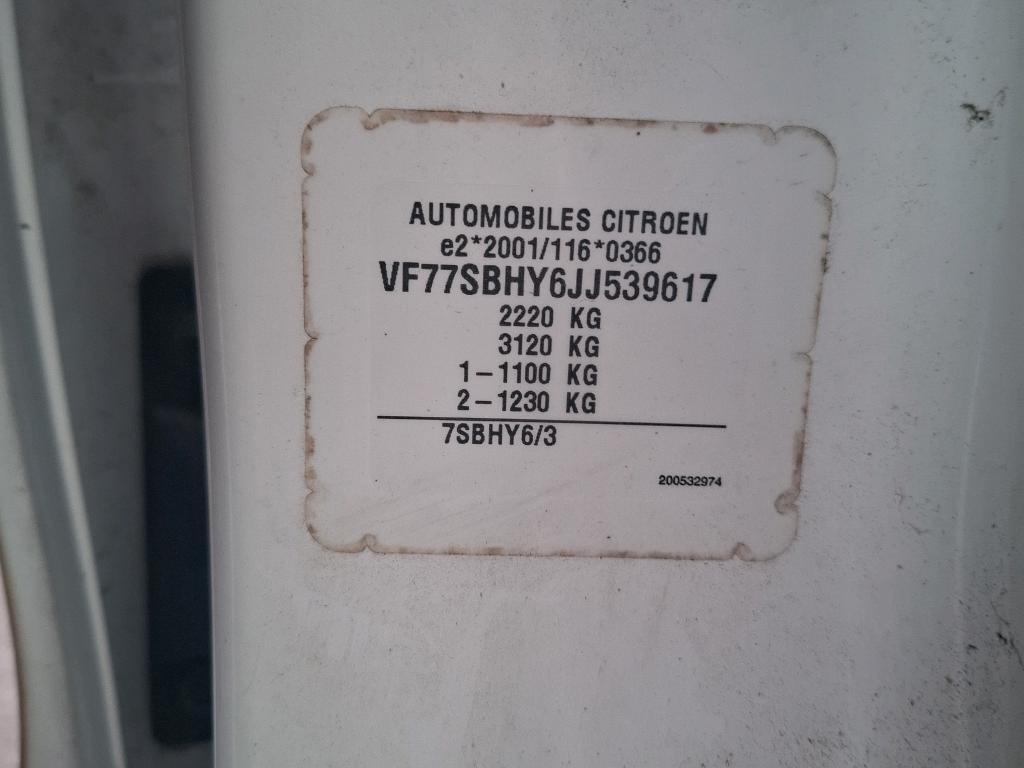 AUTOMOBILES CITROEN
e2*2001/116*0366
VF77SBHY6JJ539617
2220 KG
3120 KG
1-1100 KG
2-1230 KG
7SBHY6/3
200532974